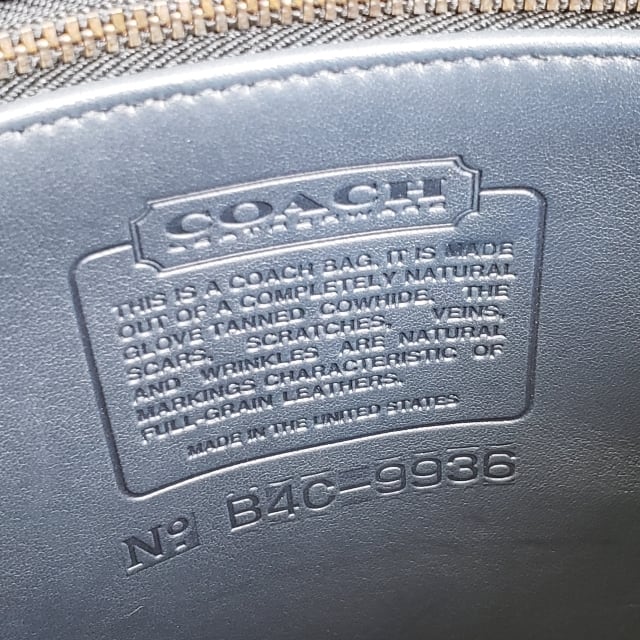 COACH
THIS IS A COACH BAG. IT IS MADE
OUT OF A COMPLETELY NATURAL
GLOVE TANNED COWHIDE. THE
SCARS, SCRATCHES, VEINS,
AND WRINKLES ARE NATURAL
MARKINGS CHARACTERISTIC OF
FULL-GRAIN LEATHERS.
MADE IN THE UNITED STATES
No B4C-9936